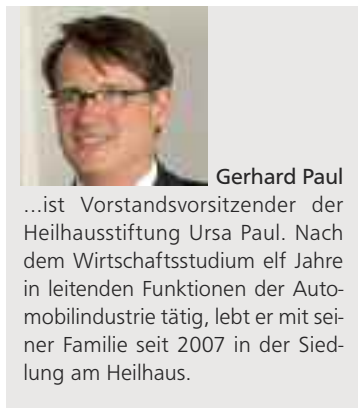 Gerhard Paul
...ist Vorstandsvorsitzender der
Heilhausstiftung Ursa Paul. Nach
dem Wirtschaftsstudium elf Jahre
in leitenden Funktionen der Auto-
mobilindustrie tätig, lebt er mit sei-
ner Familie seit 2007 in der Sied-
lung am Heilhaus.